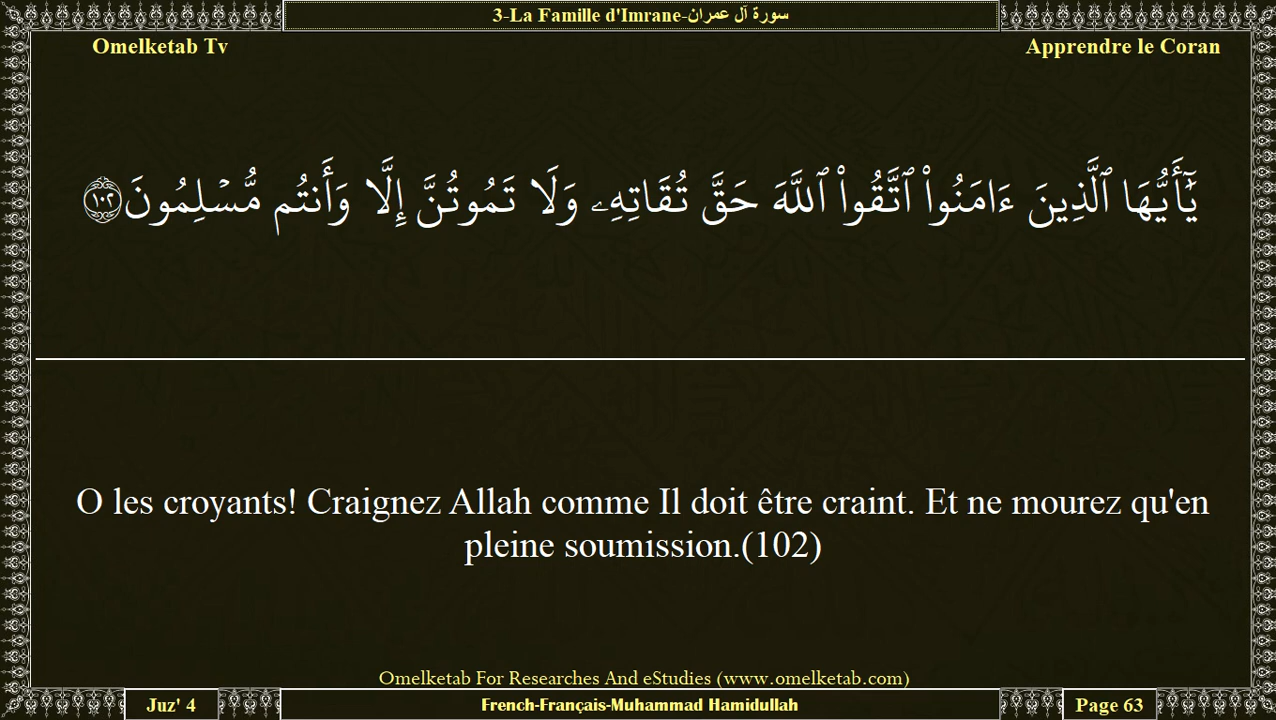 3-La Famille d'Imrane-سورة آل عمران
Omelketab Tv
Apprendre le Coran
يَٰٓأَيُّهَا ٱلَّذِينَ ءَامَنُوا۟ ٱتَّقُوا۟ ٱللَّهَ حَقَّ تُقَاتِهِۦ وَلَا تَمُوتُنَّ إِلَّا وَأَنتُم مُّسْلِمُونَ ١٠٢
O les croyants! Craignez Allah comme Il doit être craint. Et ne mourez qu'en
pleine soumission.(102)
Omelketab For Researches And eStudies (www.omelketab.com)
Juz' 4
French-Français-Muhammad Hamidullah
Page 63